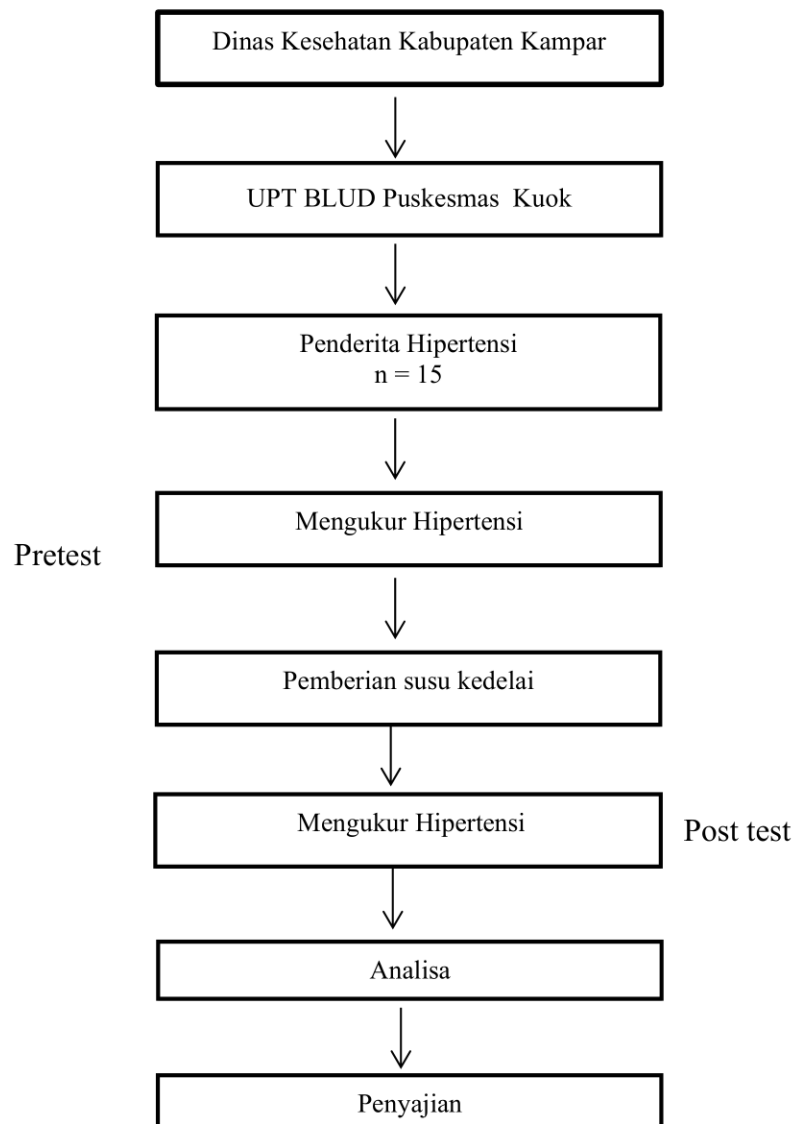 Dinas Kesehatan Kabupaten Kampar
UPT BLUD Puskesmas Kuok
Penderita Hipertensi
n = 15
Mengukur Hipertensi
Pretest
Pemberian susu kedelai
Mengukur Hipertensi
Post test
Analisa
Penyajian